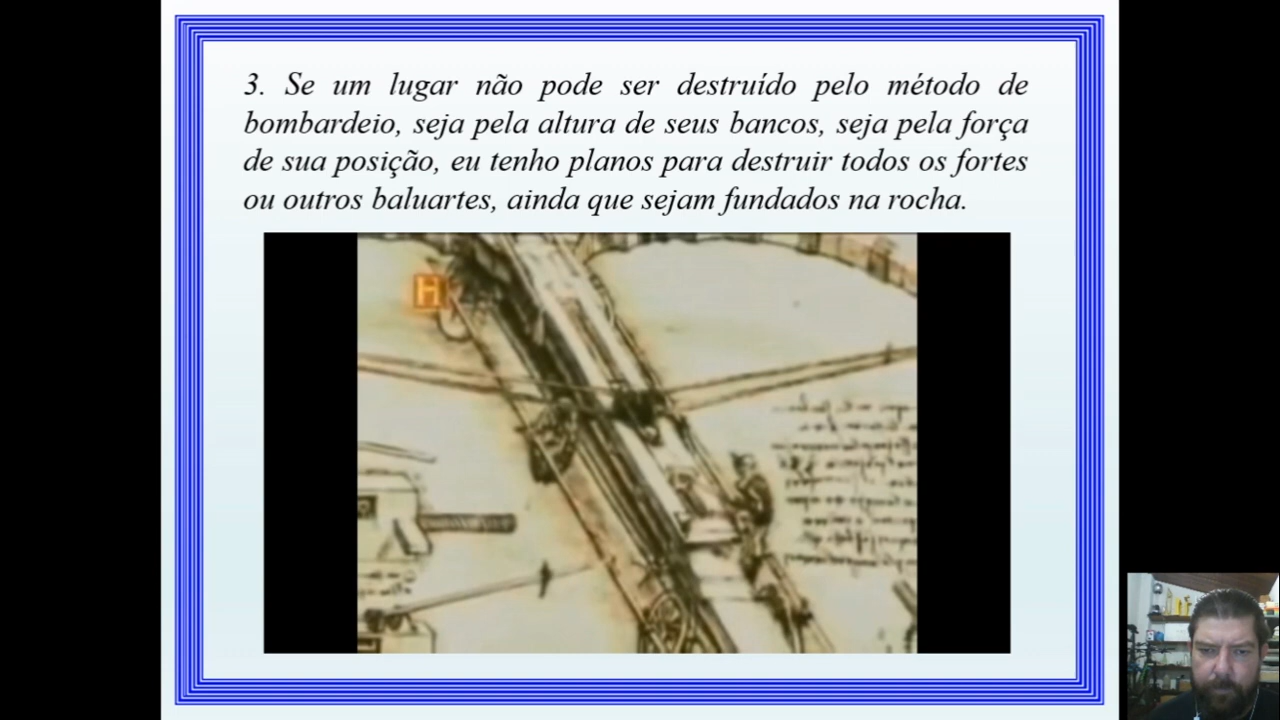 3. Se um lugar não pode ser destruído pelo método de
bombardeio, seja pela altura de seus bancos, seja pela força
de sua posição, eu tenho planos para destruir todos os fortes
ou outros baluartes, ainda que sejam fundados na rocha.
H